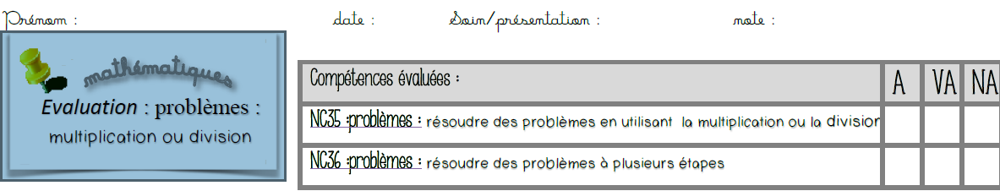 Prénom : date : Soin/présentation : note :
mathématiques
Evaluation : problèmes :
multiplication ou division
Compétences évaluées : A VA NA
NC35 :problèmes : résoudre des problèmes en utilisant la multiplication ou la division
NC36 :problèmes : résoudre des problèmes à plusieurs étapes